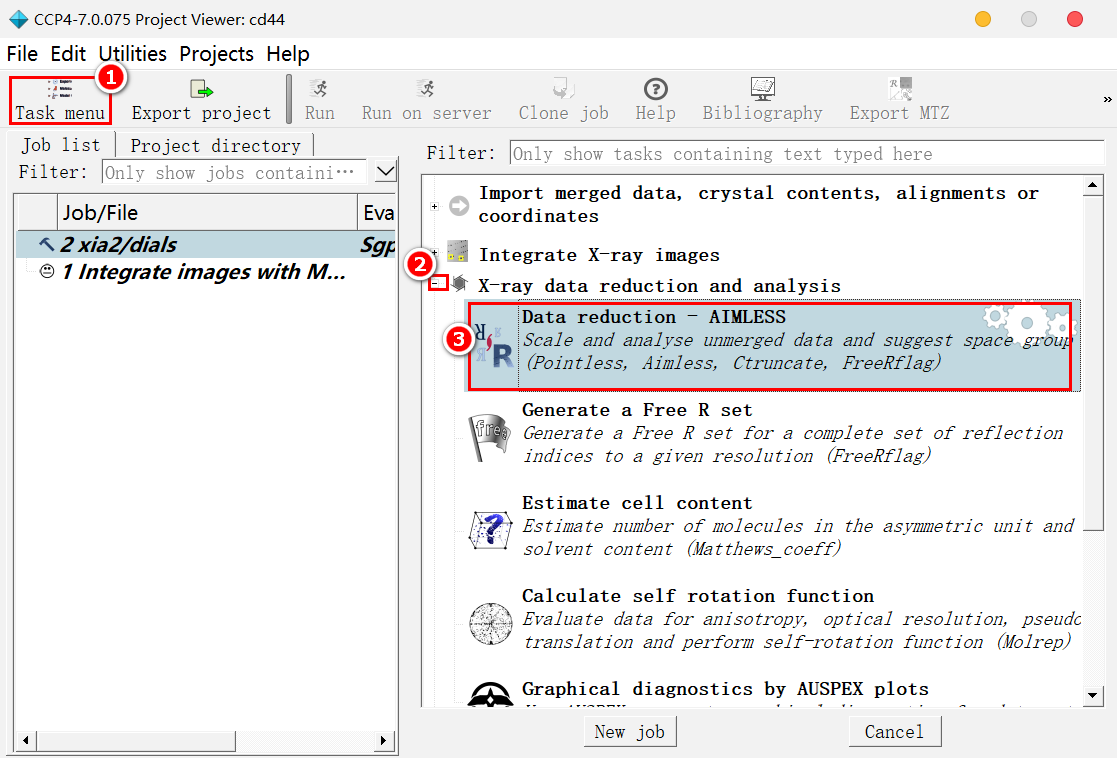 CCP4-7.0.075 Project Viewer: cd44
File Edit Utilities Projects Help
1
Task menu Export project Run Run on server Clone job Help Bibliography Export MTZ »
Job list Project directory
Filter: Only show jobs containi...
Job/File Eva
2 xia2/dials Sgp
1 Integrate images with M...
Filter: Only show tasks containing text typed here
Import merged data, crystal contents, alignments or
coordinates
Integrate X-ray images
2
X-ray data reduction and analysis
3
Data reduction - AIMLESS
Scale and analyse unmerged data and suggest space group
(Pointless, Aimless, Ctruncate, FreeRflag)
Generate a Free R set
free
Generate a Free R set for a complete set of reflection
indices to a given resolution (FreeRflag)
Estimate cell content
Estimate number of molecules in the asymmetric unit and
solvent content (Matthews_coeff)
Calculate self rotation function
Evaluate data for anisotropy, optical resolution, pseudo
translation and perform self-rotation function (Molrep)
Graphical diagnostics by AUSPEX plots
New job Cancel